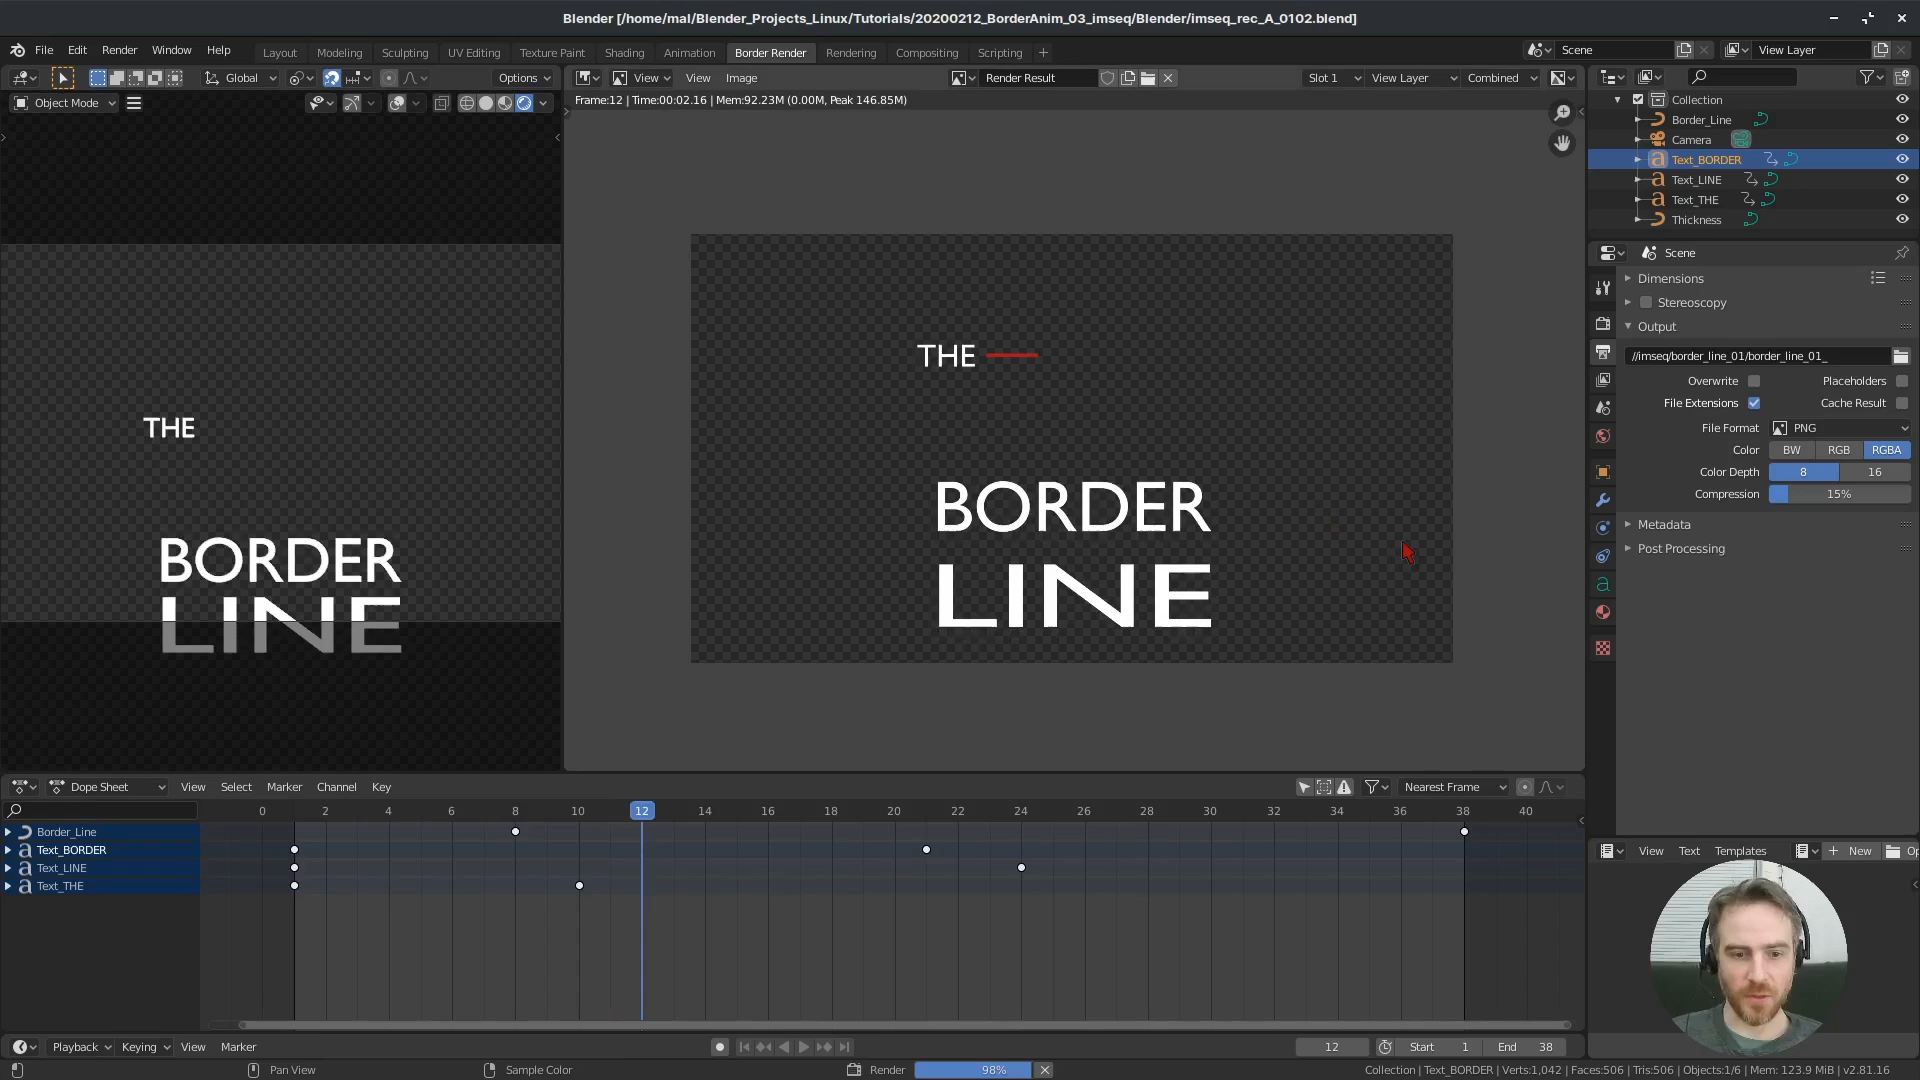 Blender [/home/mal/Blender_Projects_Linux/Tutorials/20200212_BorderAnim_03_imseq/Blender/imseq_rec_A_0102.blend]
File Edit Render Window Help Layout Modeling Sculpting UV Editing Texture Paint Shading Animation Border Render Rendering Compositing Scripting + Scene View Layer
Global Options View View Image Render Result Slot 1 View Layer Combined
Object Mode
Frame:12 | Time:00:02.16 | Mem:92.23M (0.00M, Peak 146.85M)
Collection
Border_Line
Camera
Text_BORDER
Text_LINE
Text_THE
Thickness
THE
BORDER
LINE
THE
BORDER
LINE
Scene
Dimensions
Stereoscopy
Output
//imseq/border_line_01/border_line_01_
Overwrite Placeholders
File Extensions Cache Result
File Format PNG
Color BW RGB RGBA
Color Depth 8 16
Compression 15%
Metadata
Post Processing
Dope Sheet View Select Marker Channel Key Nearest Frame
0 2 4 6 8 10 12 14 16 18 20 22 24 26 28 30 32 34 36 38 40
Border_Line
Text_BORDER
Text_LINE
Text_THE
View Text Templates New Op
Playback Keying View Marker 12 Start 1 End 38
Pan View Sample Color Render 98% Collection | Text_BORDER | Verts:1,042 | Faces:506 | Tris:506 | Objects:1/6 | Mem: 123.9 MiB | v2.81.16